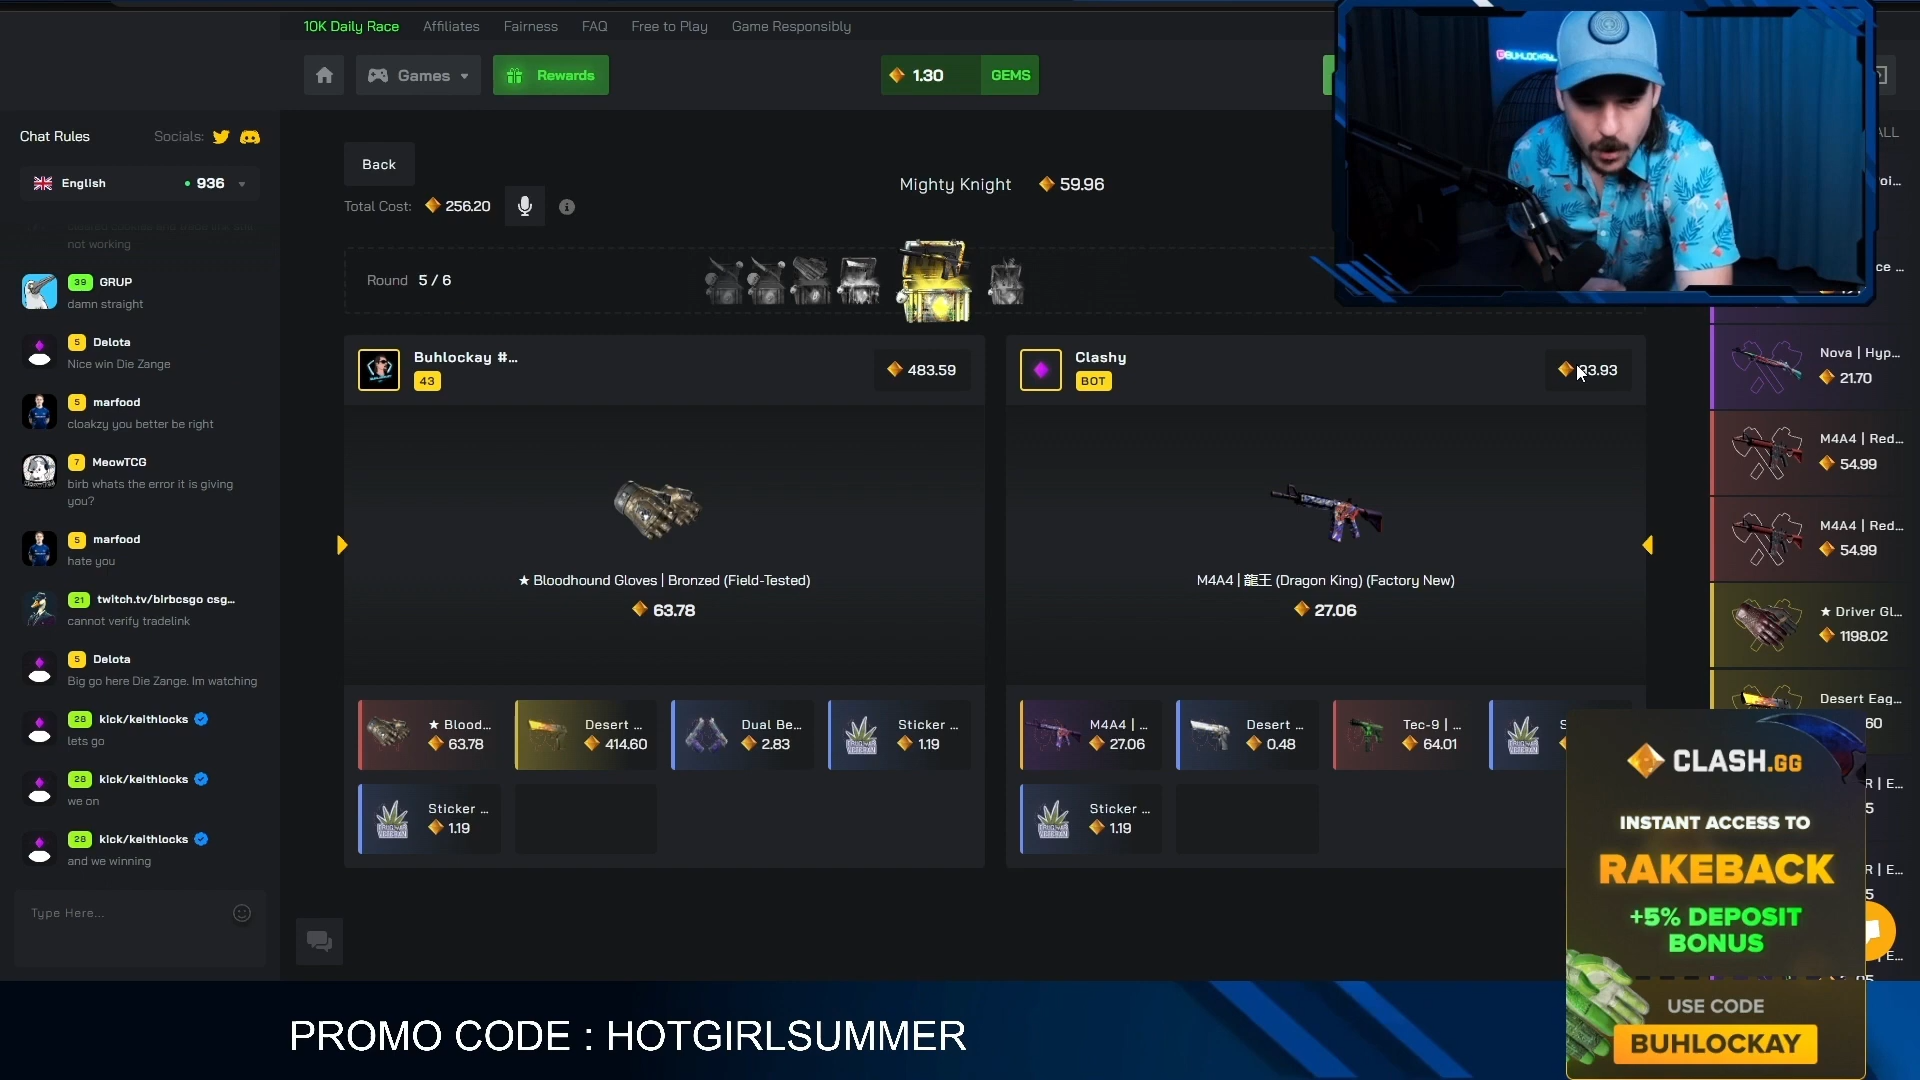 10K Daily Race
Affiliates
Fairness
FAQ
Free to Play
Game Responsibly
Games
Rewards
1.30
GEMS
Chat Rules
Socials:
English
936
not working
39 GRUP
damn straight
5 Delota
Nice win Die Zange
5 marfood
cloakzy you better be right
7 MeowTCG
birb whats the error it is giving
you?
5 marfood
hate you
21 twitch.tv/birbcsgo csg...
cannot verify tradelink
5 Delota
Big go here Die Zange. Im watching
28 kick/keithlocks
lets go
28 kick/keithlocks
we on
28 kick/keithlocks
and we winning
Type Here...
Back
Total Cost:
256.20
Mighty Knight
59.96
Round 5 / 6
Buhlockay #...
43
483.59
★ Bloodhound Gloves | Bronzed (Field-Tested)
63.78
★ Blood...
63.78
Desert ...
414.60
Dual Be...
2.83
Sticker ...
1.19
Sticker ...
1.19
Clashy
BOT
93.93
M4A4 | 龍王 (Dragon King) (Factory New)
27.06
M4A4 | ...
27.06
Desert ...
0.48
Tec-9 | ...
64.01
Sticker ...
1.19
Nova | Hyp...
21.70
M4A4 | Red...
54.99
M4A4 | Red...
54.99
★ Driver Gl...
1198.02
Desert Eag...
CLASH.GG
INSTANT ACCESS TO
RAKEBACK
+5% DEPOSIT
BONUS
USE CODE
BUHLOCKAY
PROMO CODE : HOTGIRLSUMMER